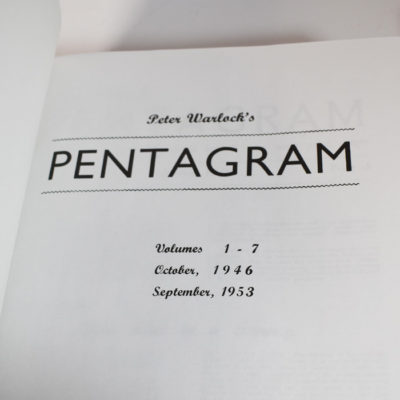 Peter Warlock's
PENTAGRAM
Volumes 1 - 7
October, 1946
September, 1953